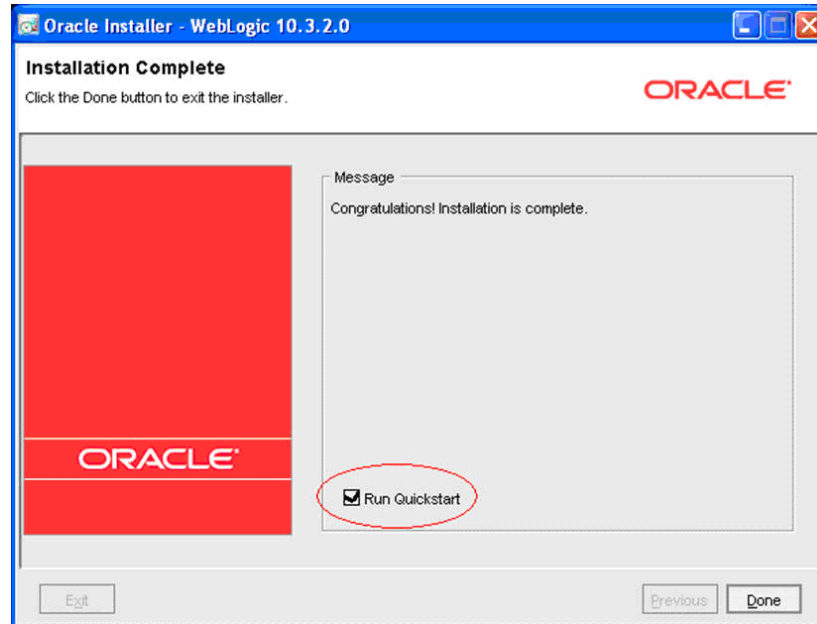 Oracle Installer - WebLogic 10.3.2.0
Installation Complete
Click the Done button to exit the installer.
ORACLE
Message
Congratulations! Installation is complete.
ORACLE
Run Quickstart
Exit
Previous
Done